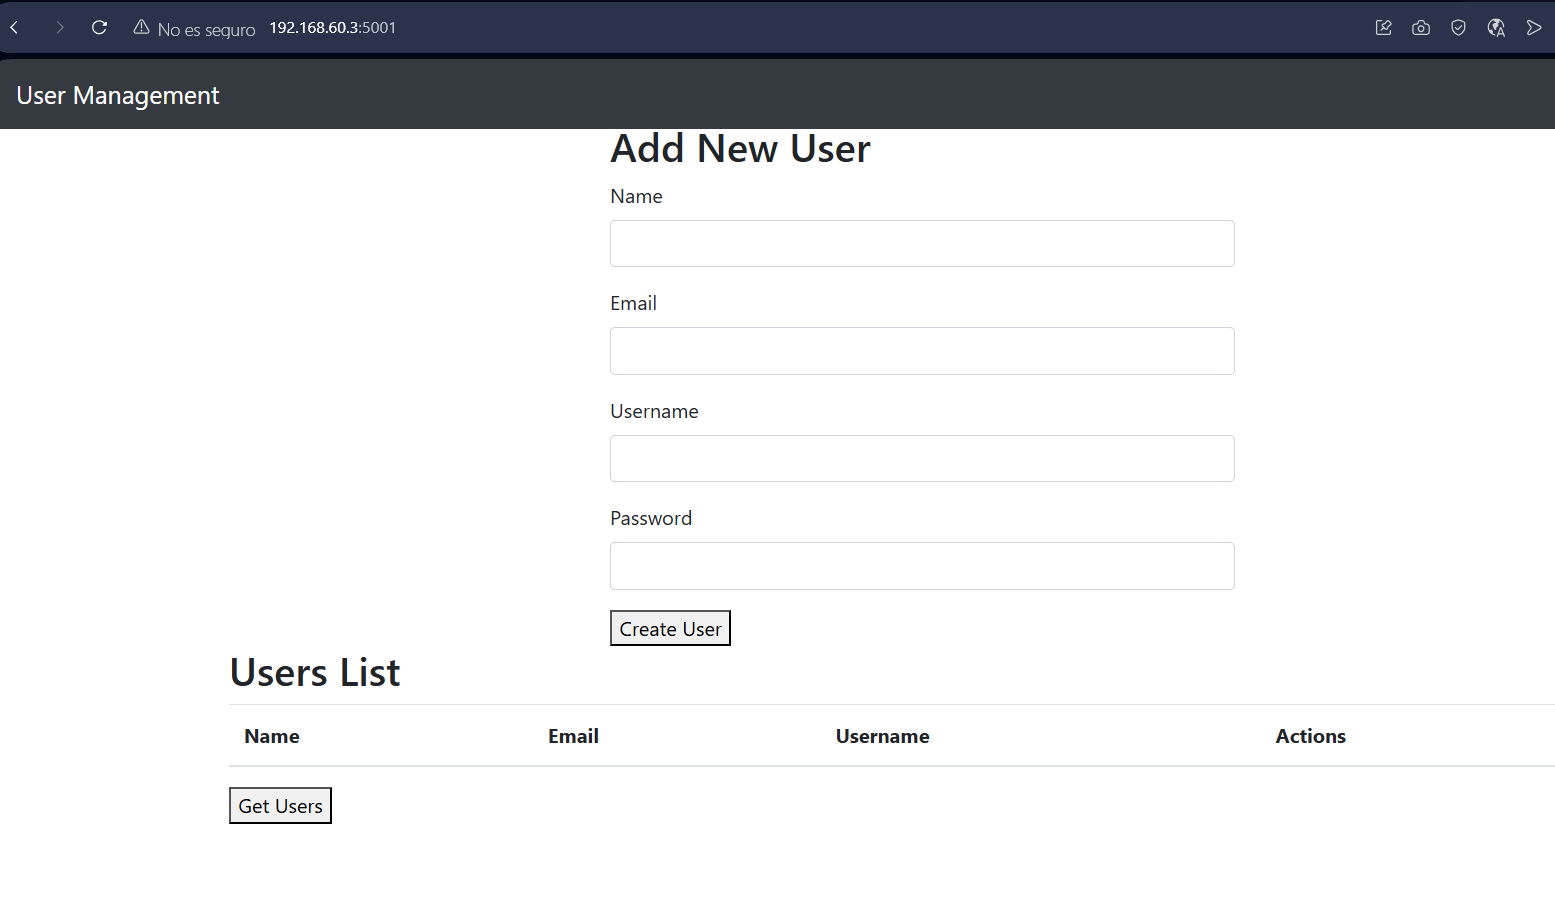 No es seguro 192.168.60.3:5001
User Management
Add New User
Name
Email
Username
Password
Create User
Users List
Name Email Username Actions
Get Users